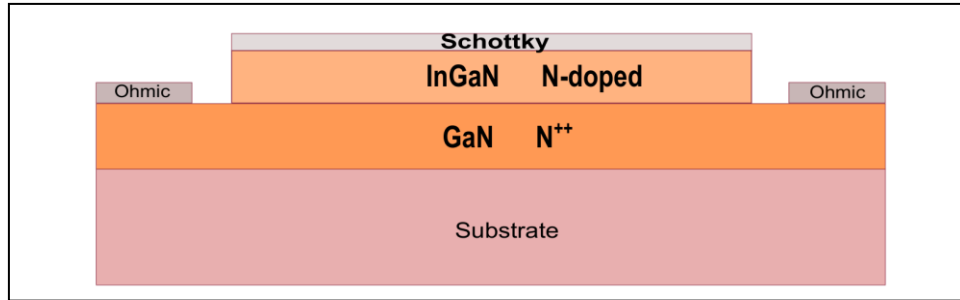 Schottky
InGaN N-doped
Ohmic Ohmic
GaN N++
Substrate